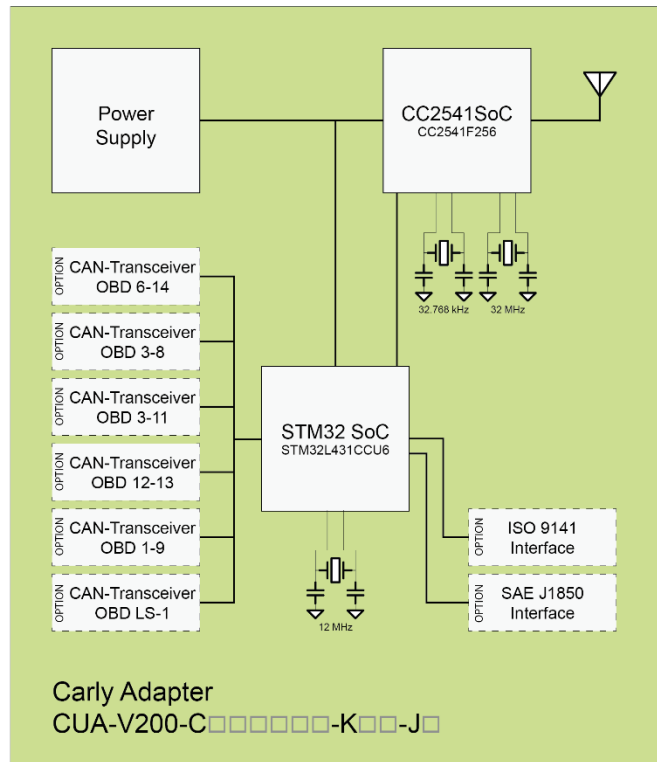 Power
Supply
CC2541SoC
CC2541F256
32.768 kHz
32 MHz
OPTION
CAN-Transceiver
OBD 6-14
OPTION
CAN-Transceiver
OBD 3-8
OPTION
CAN-Transceiver
OBD 3-11
OPTION
CAN-Transceiver
OBD 12-13
OPTION
CAN-Transceiver
OBD 1-9
OPTION
CAN-Transceiver
OBD LS-1
STM32 SoC
STM32L431CCU6
12 MHz
OPTION
ISO 9141
Interface
OPTION
SAE J1850
Interface
Carly Adapter
CUA-V200-C□□□□□□-K□□-J□